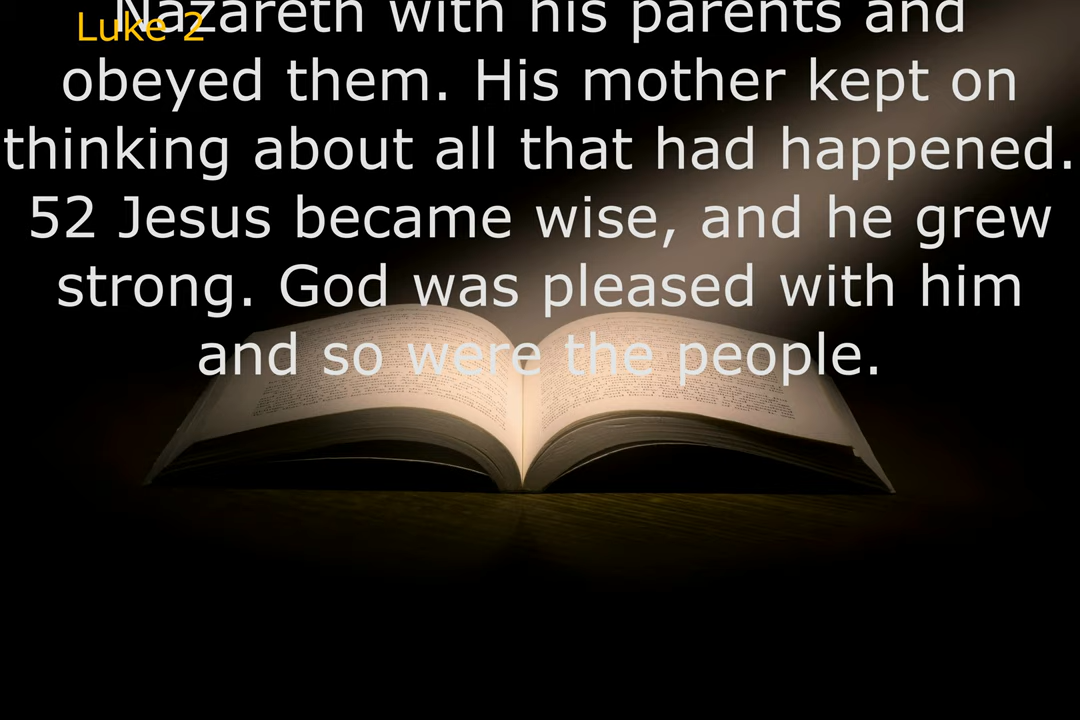 Luke 2
Nazareth with his parents and
obeyed them. His mother kept on
thinking about all that had happened.
52 Jesus became wise, and he grew
strong. God was pleased with him
and so were the people.